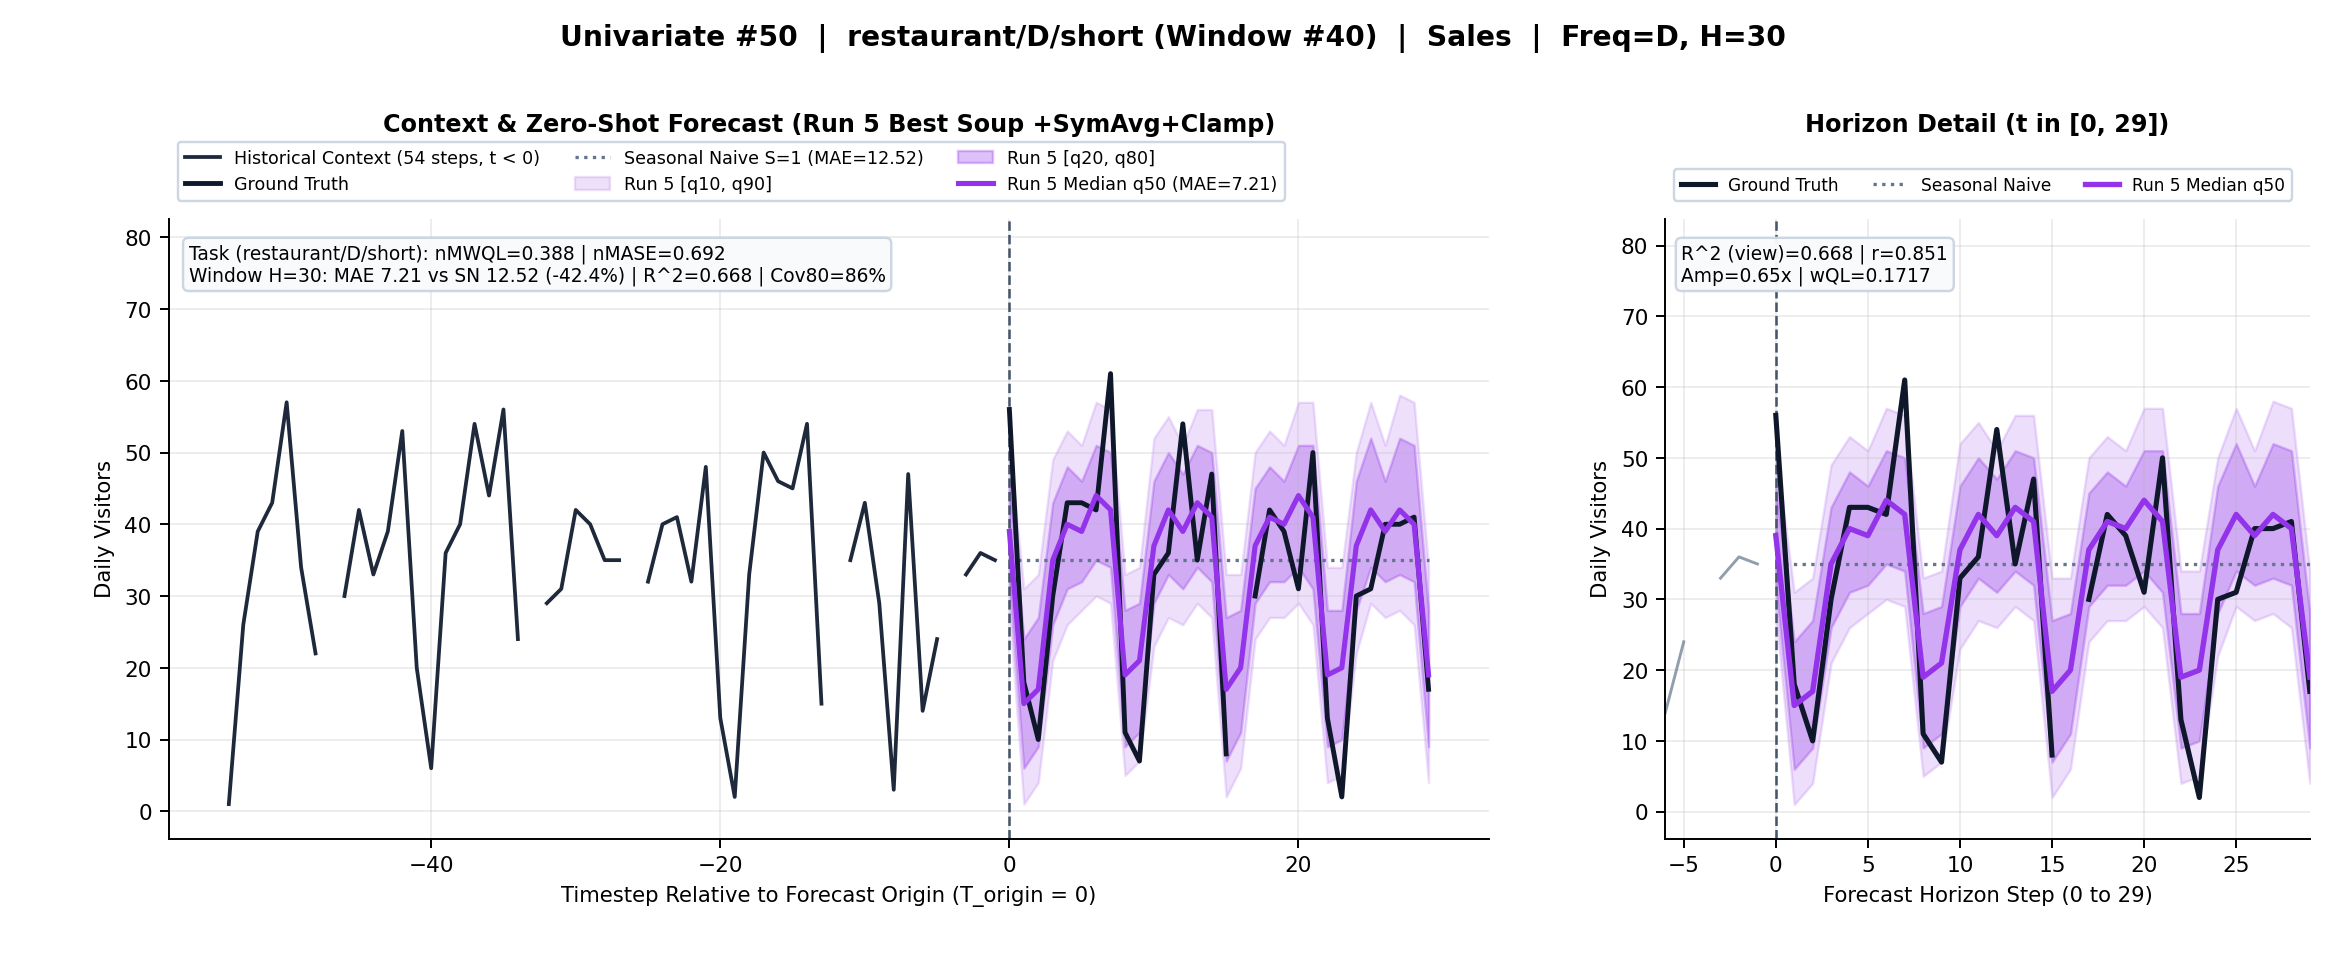 Univariate #50 | restaurant/D/short (Window #40) | Sales | Freq=D, H=30
Context & Zero-Shot Forecast (Run 5 Best Soup +SymAvg+Clamp)
Historical Context (54 steps, t < 0)
Ground Truth
Seasonal Naive S=1 (MAE=12.52)
Run 5 [q10, q90]
Run 5 [q20, q80]
Run 5 Median q50 (MAE=7.21)
Task (restaurant/D/short): nMWQL=0.388 | nMASE=0.692
Window H=30: MAE 7.21 vs SN 12.52 (-42.4%) | R^2=0.668 | Cov80=86%
Daily Visitors
80
70
60
50
40
30
20
10
0
−40
−20
0
20
Timestep Relative to Forecast Origin (T_origin = 0)
Horizon Detail (t in [0, 29])
Ground Truth
Seasonal Naive
Run 5 Median q50
R^2 (view)=0.668 | r=0.851
Amp=0.65x | wQL=0.1717
Daily Visitors
80
70
60
50
40
30
20
10
0
−5
0
5
10
15
20
25
Forecast Horizon Step (0 to 29)